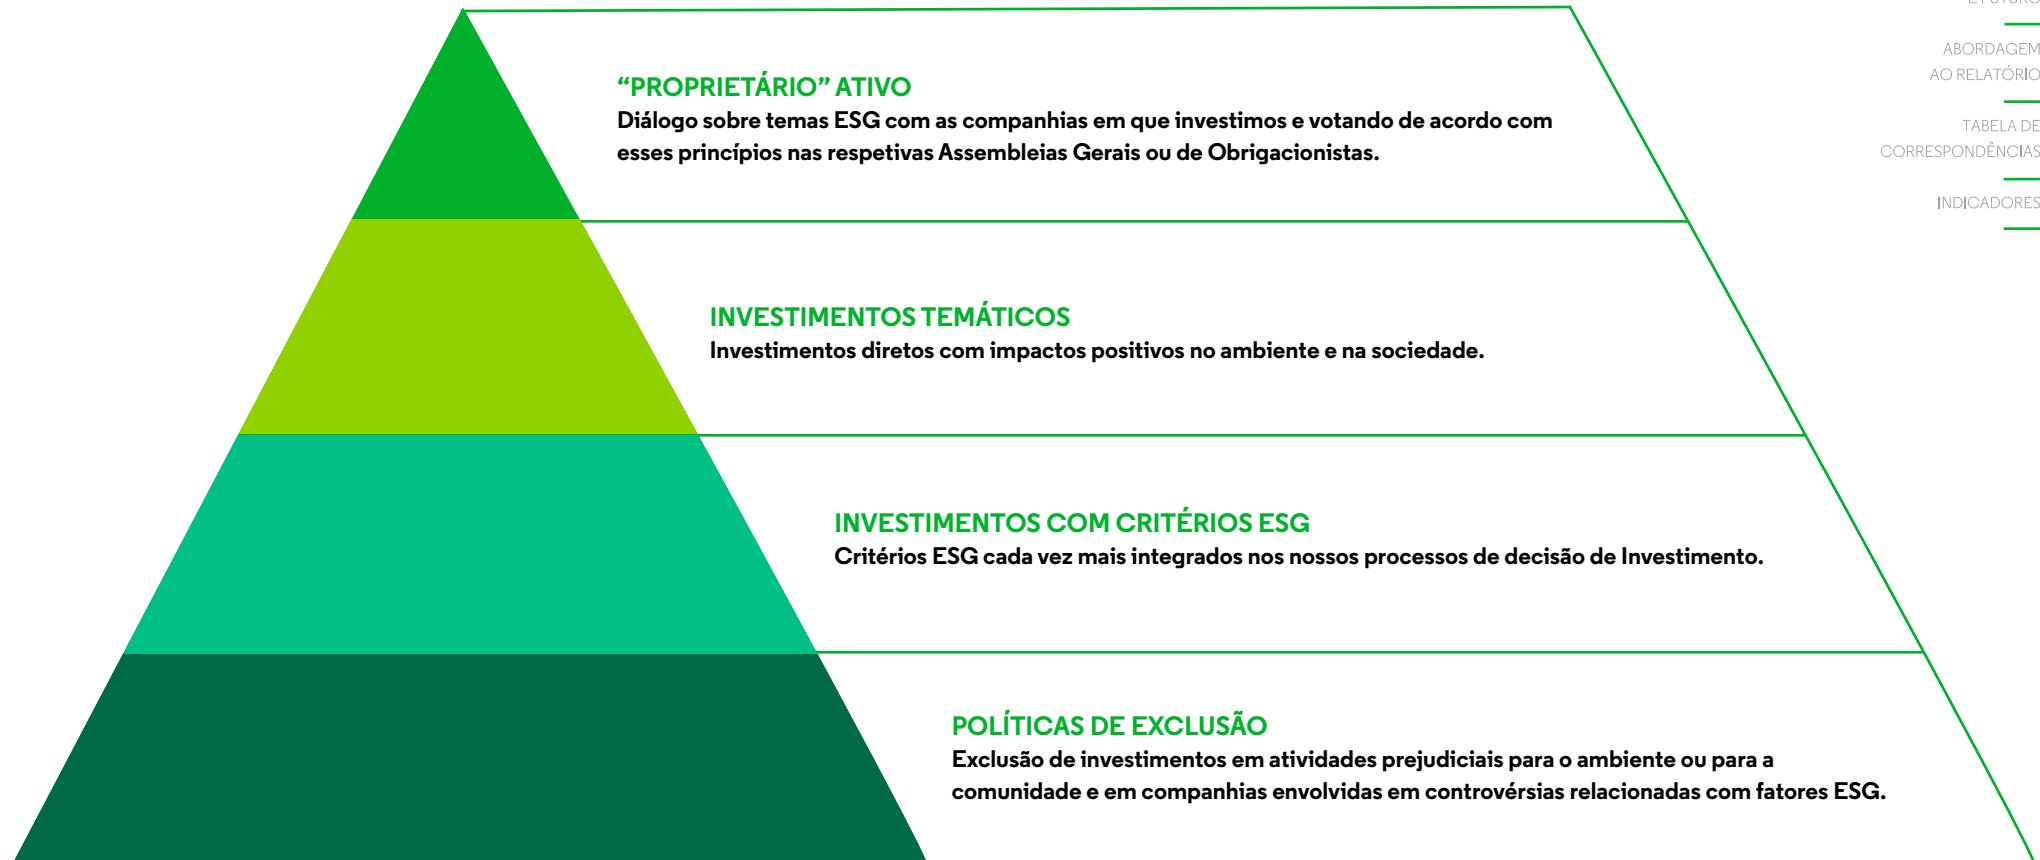 “PROPRIETÁRIO” ATIVO
Diálogo sobre temas ESG com as companhias em que investimos e votando de acordo com
esses princípios nas respetivas Assembleias Gerais ou de Obrigacionistas.
INVESTIMENTOS TEMÁTICOS
Investimentos diretos com impactos positivos no ambiente e na sociedade.
INVESTIMENTOS COM CRITÉRIOS ESG
Critérios ESG cada vez mais integrados nos nossos processos de decisão de Investimento.
POLÍTICAS DE EXCLUSÃO
Exclusão de investimentos em atividades prejudiciais para o ambiente ou para a
comunidade e em companhias envolvidas em controvérsias relacionadas com fatores ESG.
ABORDAGEM
AO RELATÓRIO
TABELA DE
CORRESPONDÊNCIAS
INDICADORES